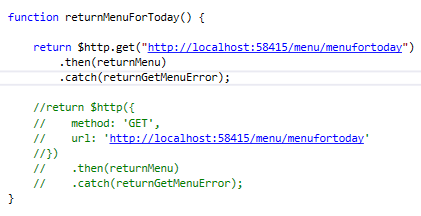 function returnMenuForToday() {
return $http.get("http://localhost:58415/menu/menufortoday")
.then(returnMenu)
.catch(returnGetMenuError);
//return $http({
//    method: 'GET',
//    url: 'http://localhost:58415/menu/menufortoday'
//})
//    .then(returnMenu)
//    .catch(returnGetMenuError);
}